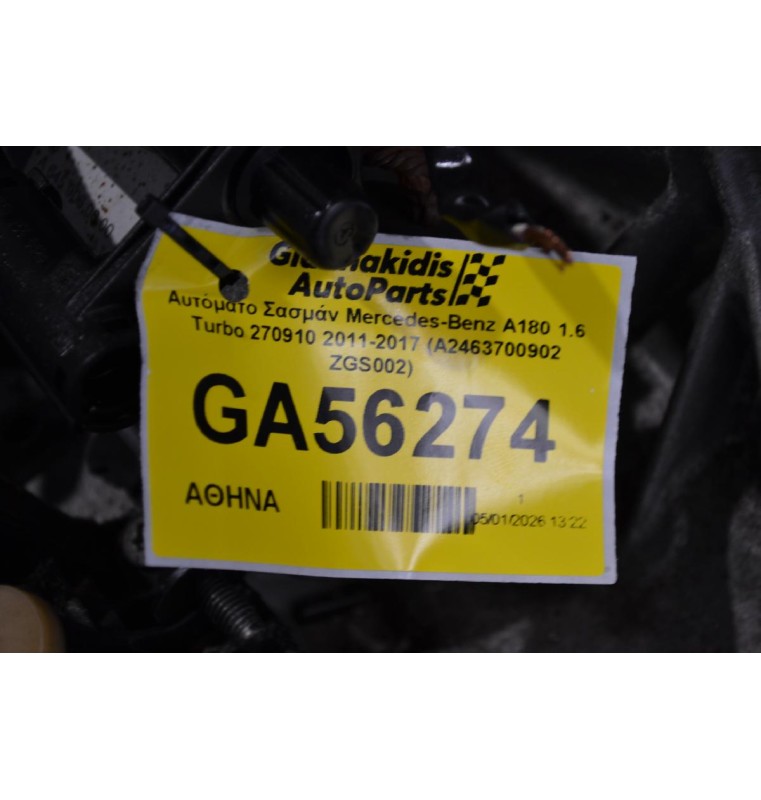 AutoParts
Αυτόματο Σασμάν Mercedes-Benz A180 1.6
Turbo 270910 2011-2017 (A2463700902
ZGS002)
GA56274
ΑΘΗΝΑ
1
05/01/2026 13:22